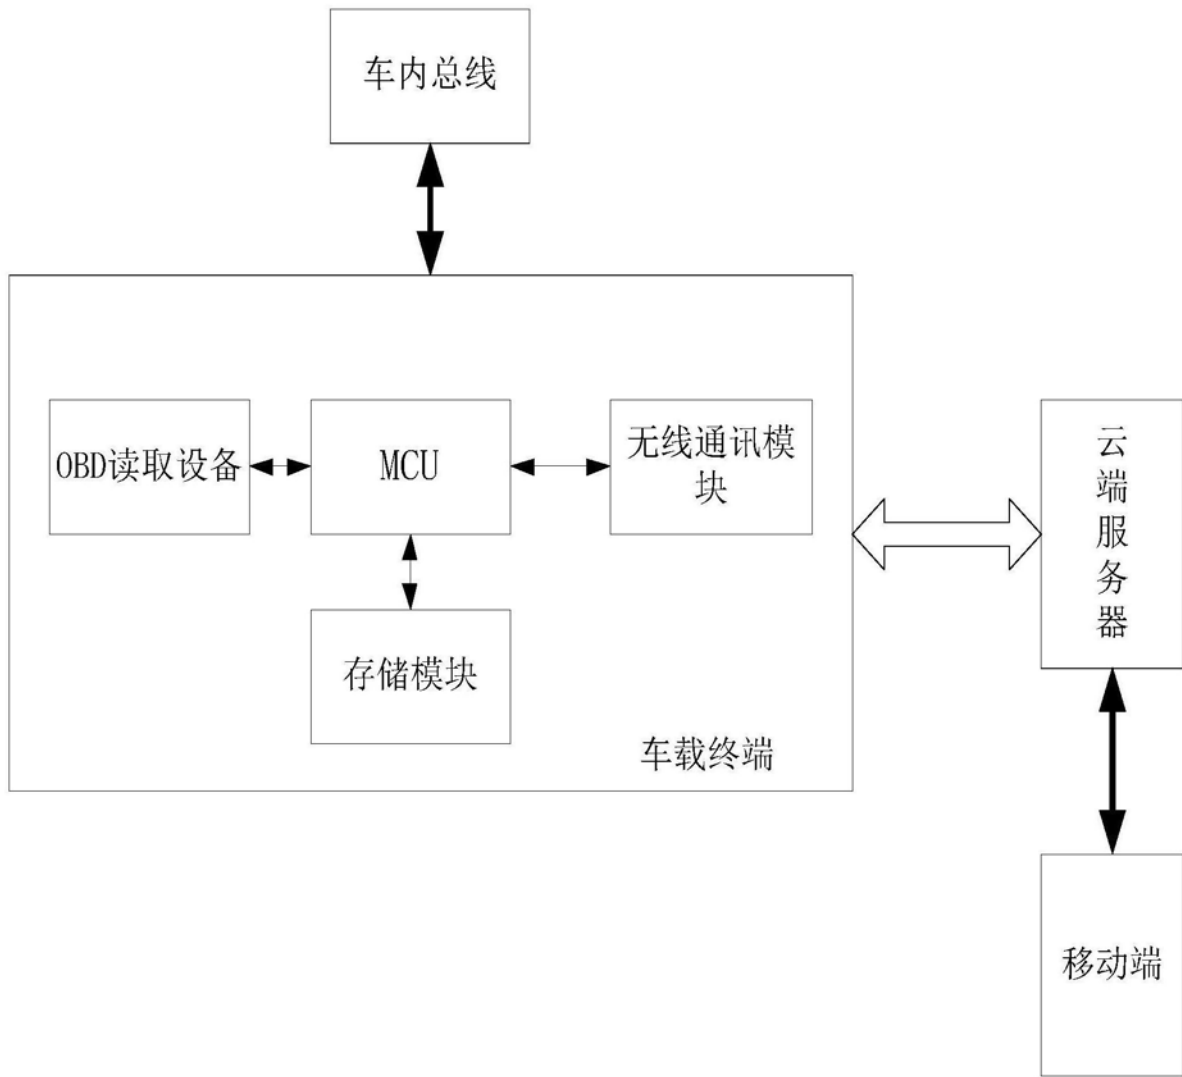 车内总线
OBD读取设备
MCU
无线通讯模
块
存储模块
车载终端
云
端
服
务
器
移动端